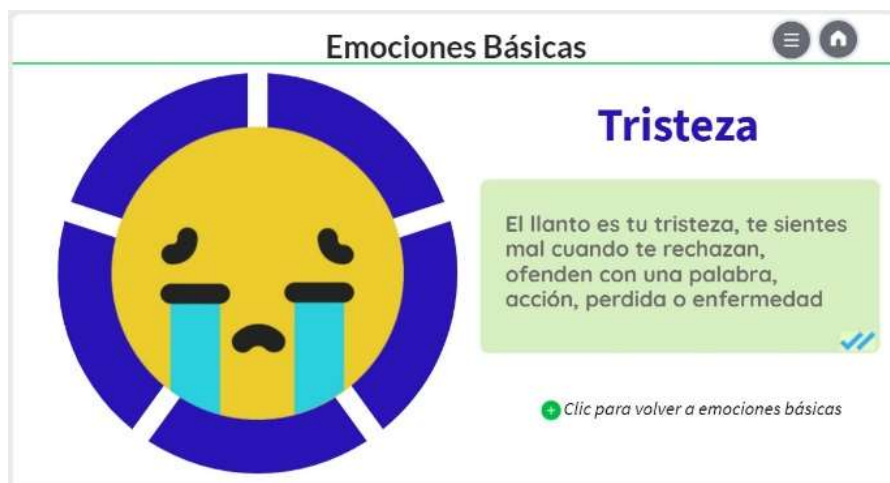 Emociones Básicas
Tristeza
El llanto es tu tristeza, te sientes
mal cuando te rechazan,
ofenden con una palabra,
acción, perdida o enfermedad
Clic para volver a emociones básicas